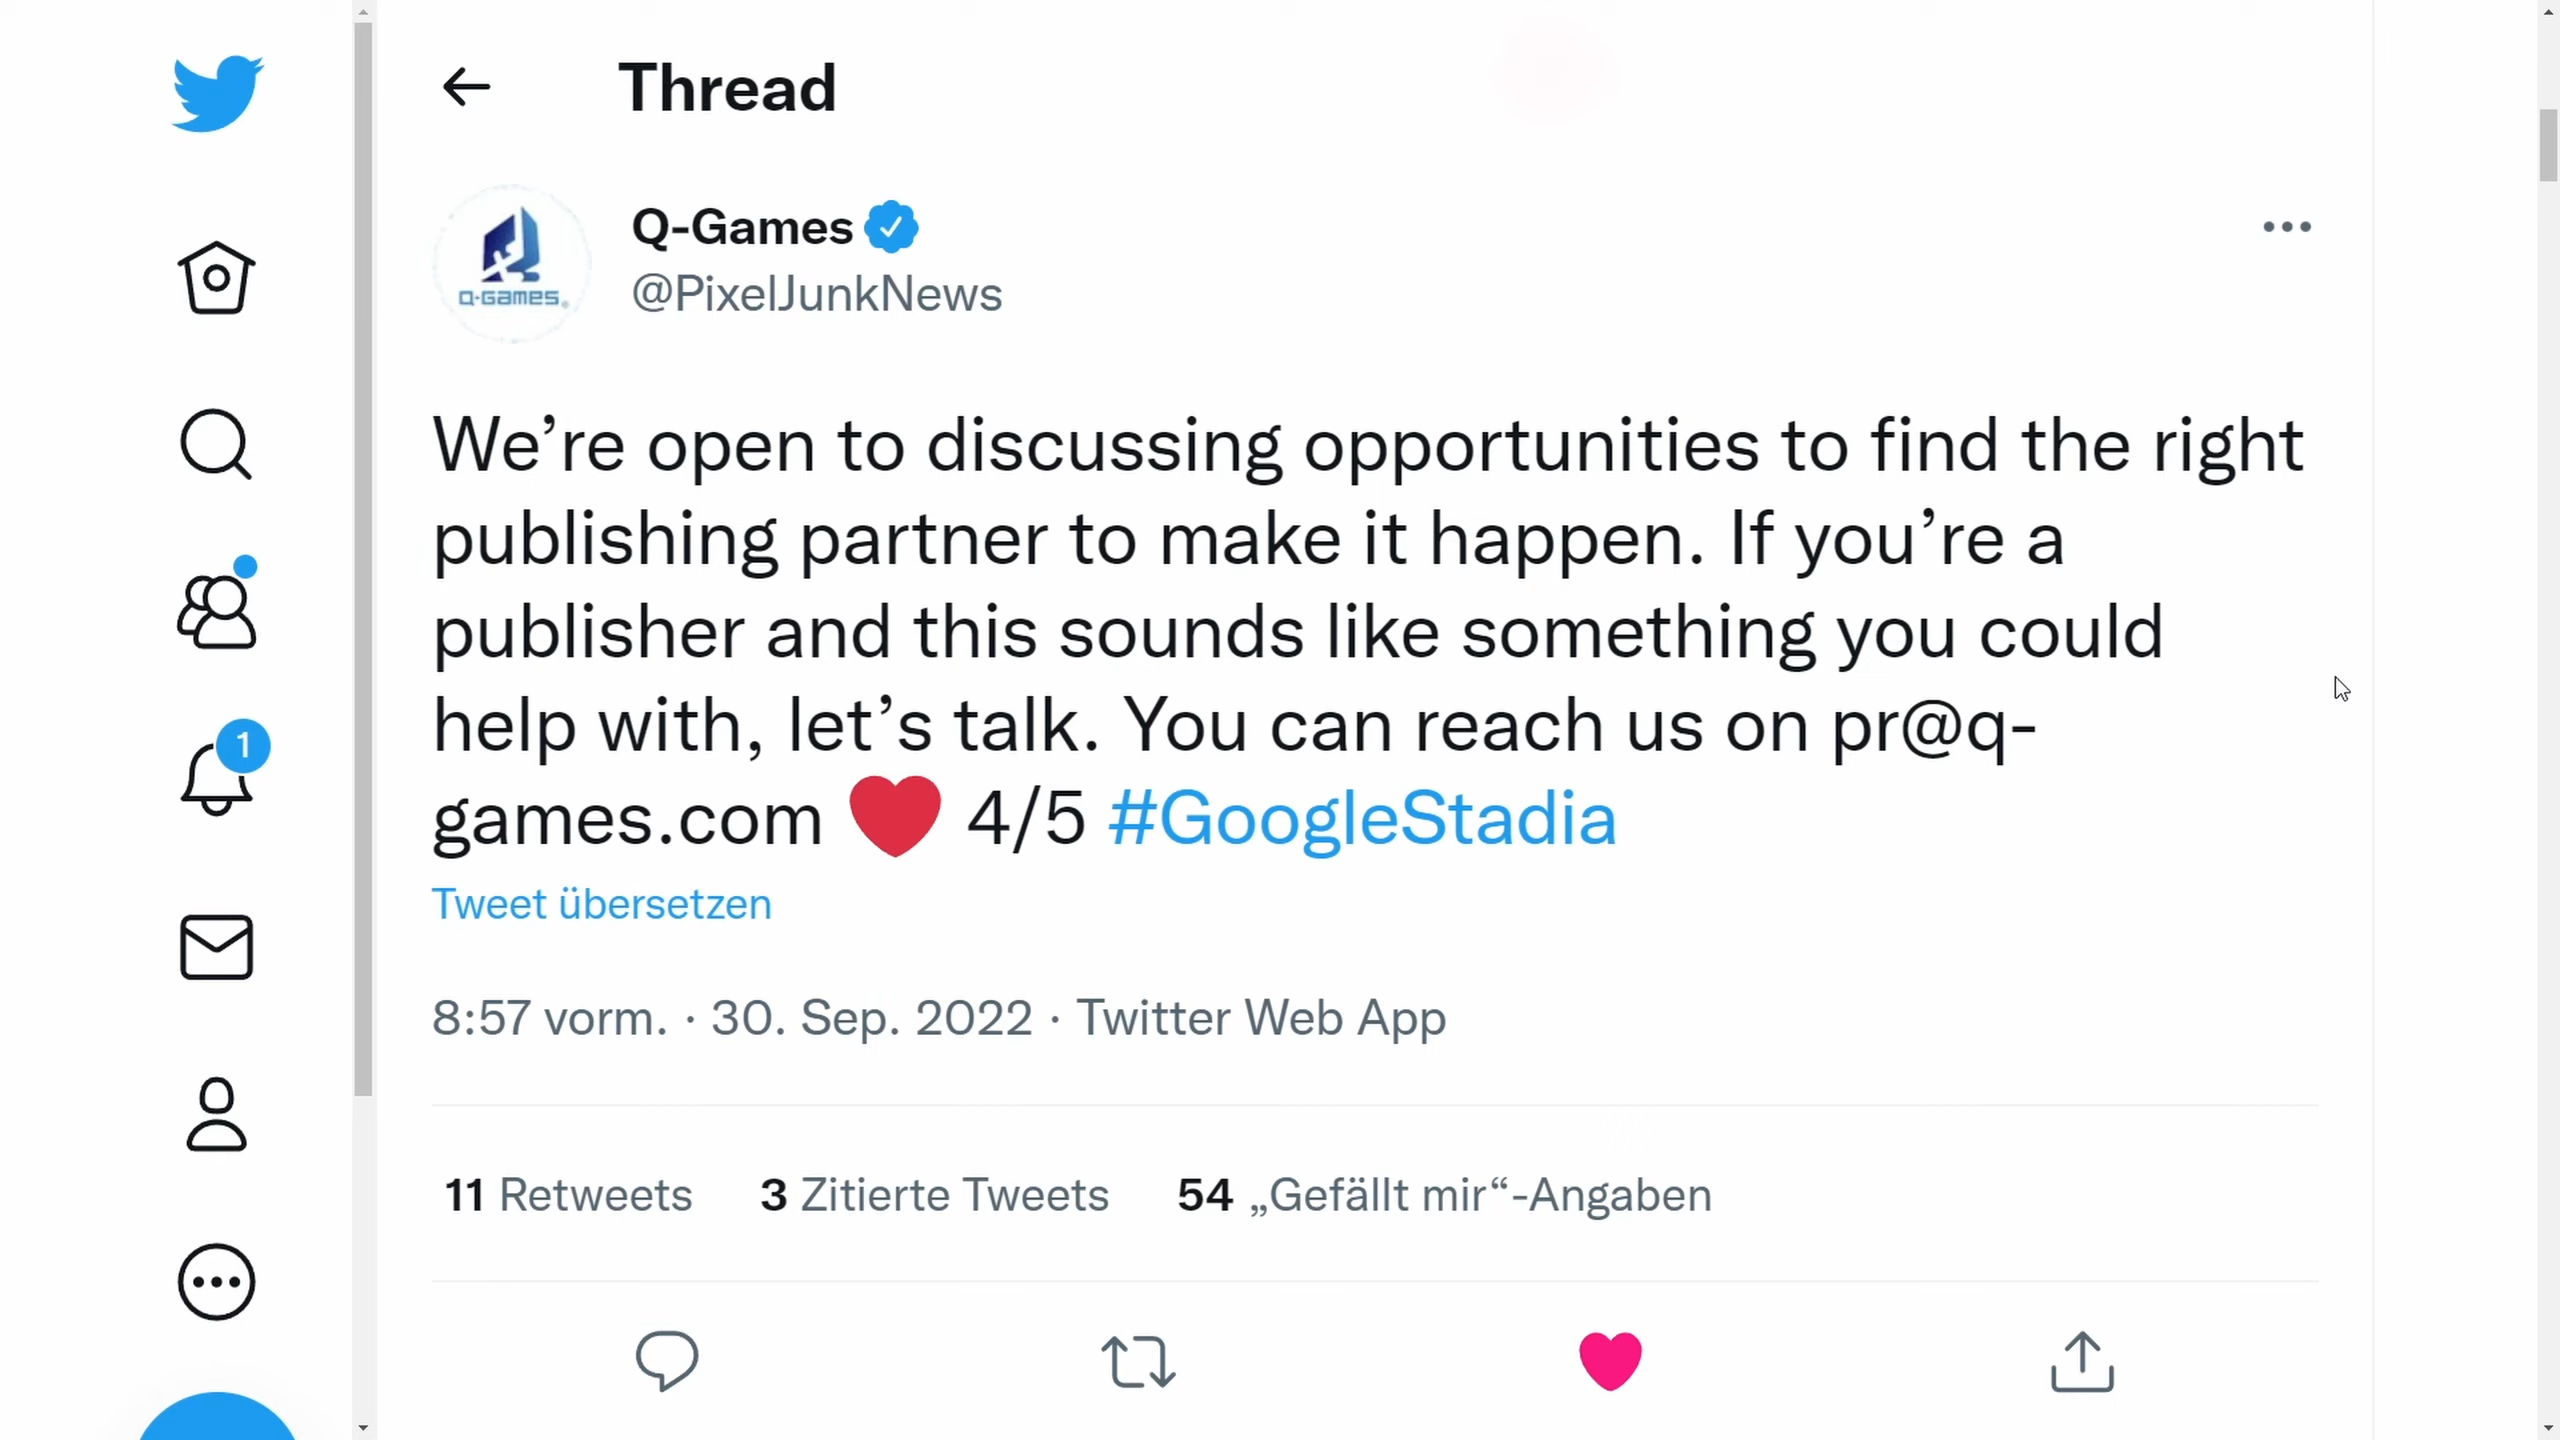 Thread
Q-Games
@PixelJunkNews
Q-GAMES
We’re open to discussing opportunities to find the right
publishing partner to make it happen. If you’re a
publisher and this sounds like something you could
help with, let’s talk. You can reach us on pr@q-
games.com ❤️ 4/5 #GoogleStadia
Tweet übersetzen
1
8:57 vorm. · 30. Sep. 2022 · Twitter Web App
11 Retweets 3 Zitierte Tweets 54 „Gefällt mir“-Angaben